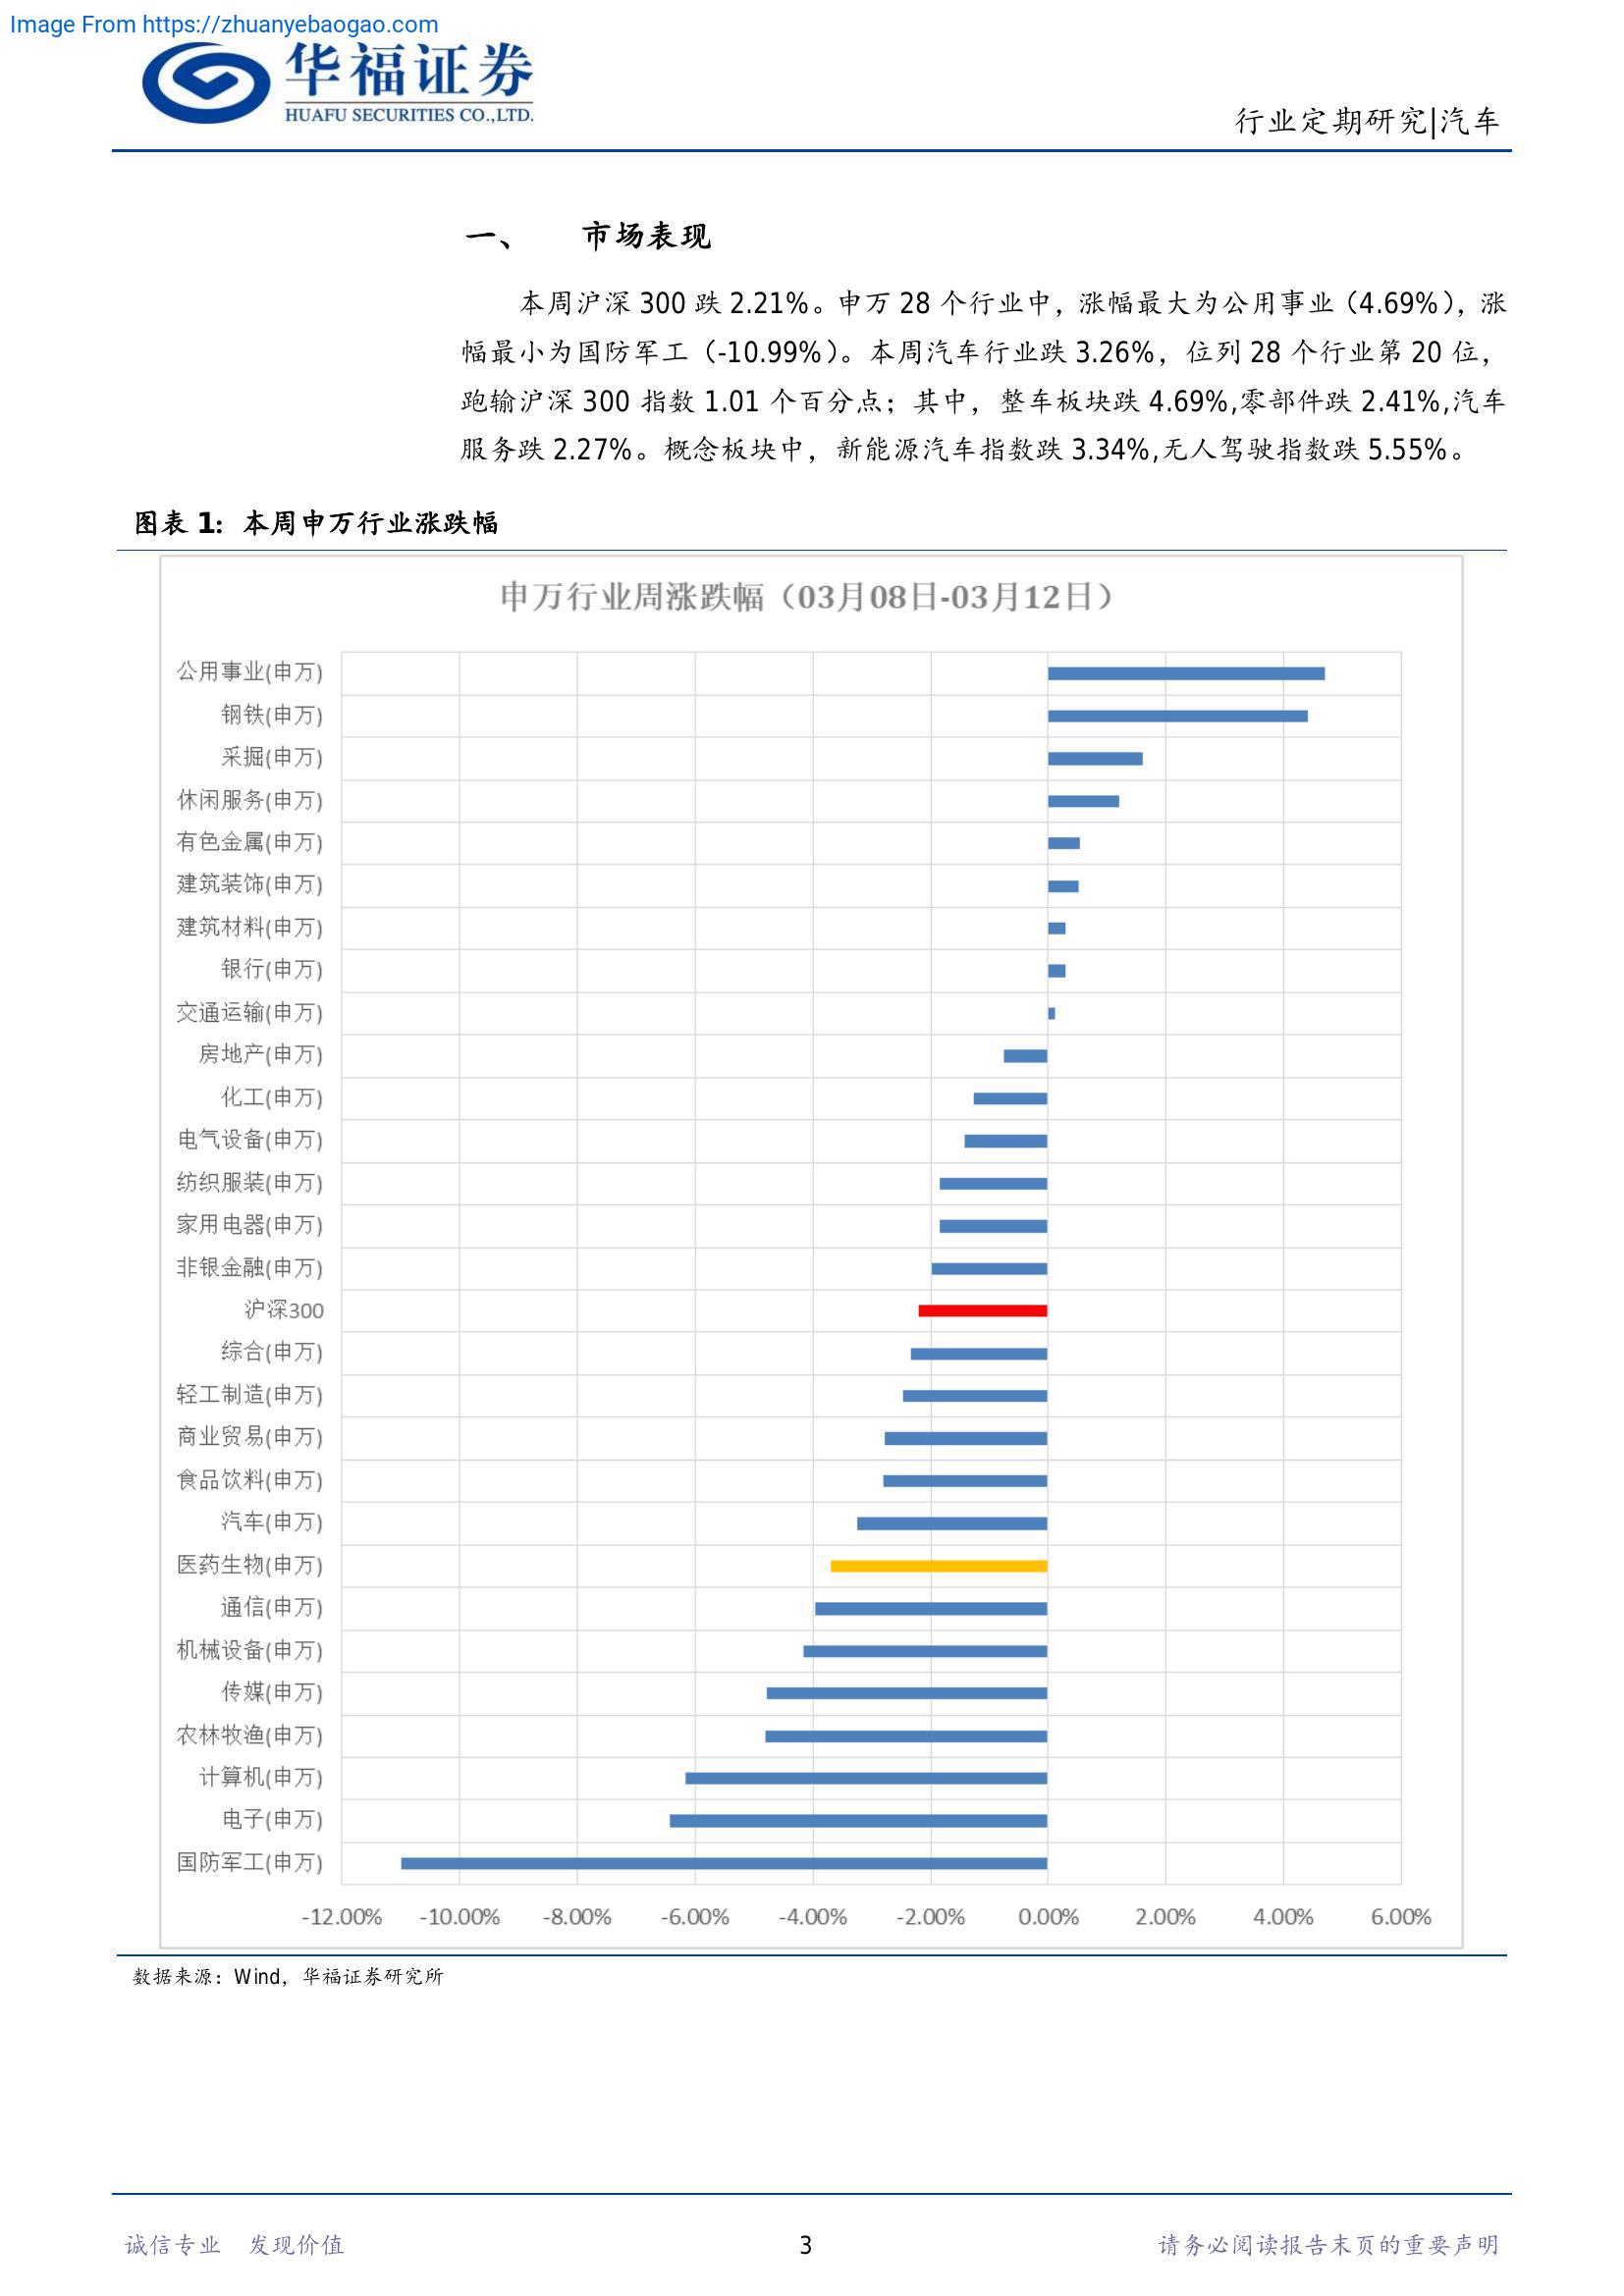 Image From https://zhuanyebaogao.com
华福证券
HUAFU SECURITIES CO.,LTD.
行业定期研究|汽车
一、 市场表现
本周沪深 300 跌 2.21%。申万 28 个行业中，涨幅最大为公用事业（4.69%），涨
幅最小为国防军工（-10.99%）。本周汽车行业跌 3.26%，位列 28 个行业第 20 位，
跑输沪深 300 指数 1.01 个百分点；其中，整车板块跌 4.69%,零部件跌 2.41%,汽车
服务跌 2.27%。概念板块中，新能源汽车指数跌 3.34%,无人驾驶指数跌 5.55%。
图表 1：本周申万行业涨跌幅
申万行业周涨跌幅（03月08日-03月12日）
公用事业(申万)
钢铁(申万)
采掘(申万)
休闲服务(申万)
有色金属(申万)
建筑装饰(申万)
建筑材料(申万)
银行(申万)
交通运输(申万)
房地产(申万)
化工(申万)
电气设备(申万)
纺织服装(申万)
家用电器(申万)
非银金融(申万)
沪深300
综合(申万)
轻工制造(申万)
商业贸易(申万)
食品饮料(申万)
汽车(申万)
医药生物(申万)
通信(申万)
机械设备(申万)
传媒(申万)
农林牧渔(申万)
计算机(申万)
电子(申万)
国防军工(申万)
-12.00% -10.00% -8.00% -6.00% -4.00% -2.00% 0.00% 2.00% 4.00% 6.00%
数据来源：Wind，华福证券研究所
诚信专业 发现价值 3 请务必阅读报告末页的重要声明